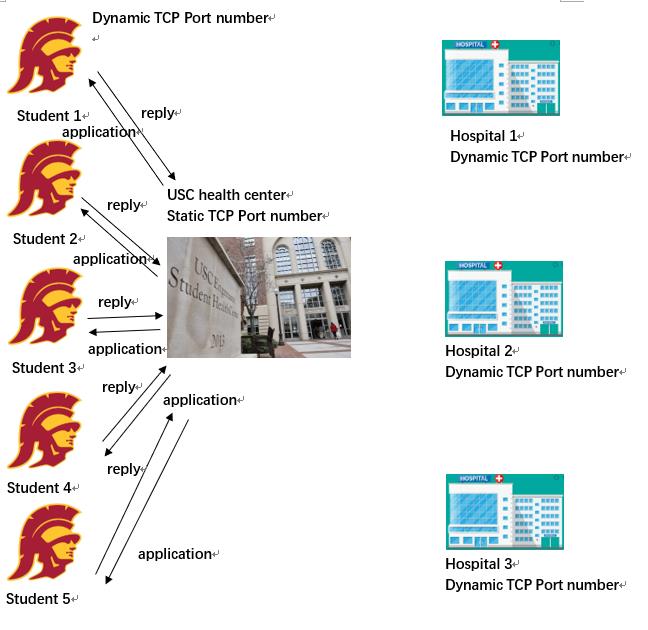 Dynamic TCP Port number
Student 1
reply
application
Student 2
reply
application
Student 3
reply
application
Student 4
reply
application
Student 5
reply
application
USC health center
Static TCP Port number
USC Engemann
Student Health Center
2013
HOSPITAL
Hospital 1
Dynamic TCP Port number
HOSPITAL
Hospital 2
Dynamic TCP Port number
HOSPITAL
Hospital 3
Dynamic TCP Port number